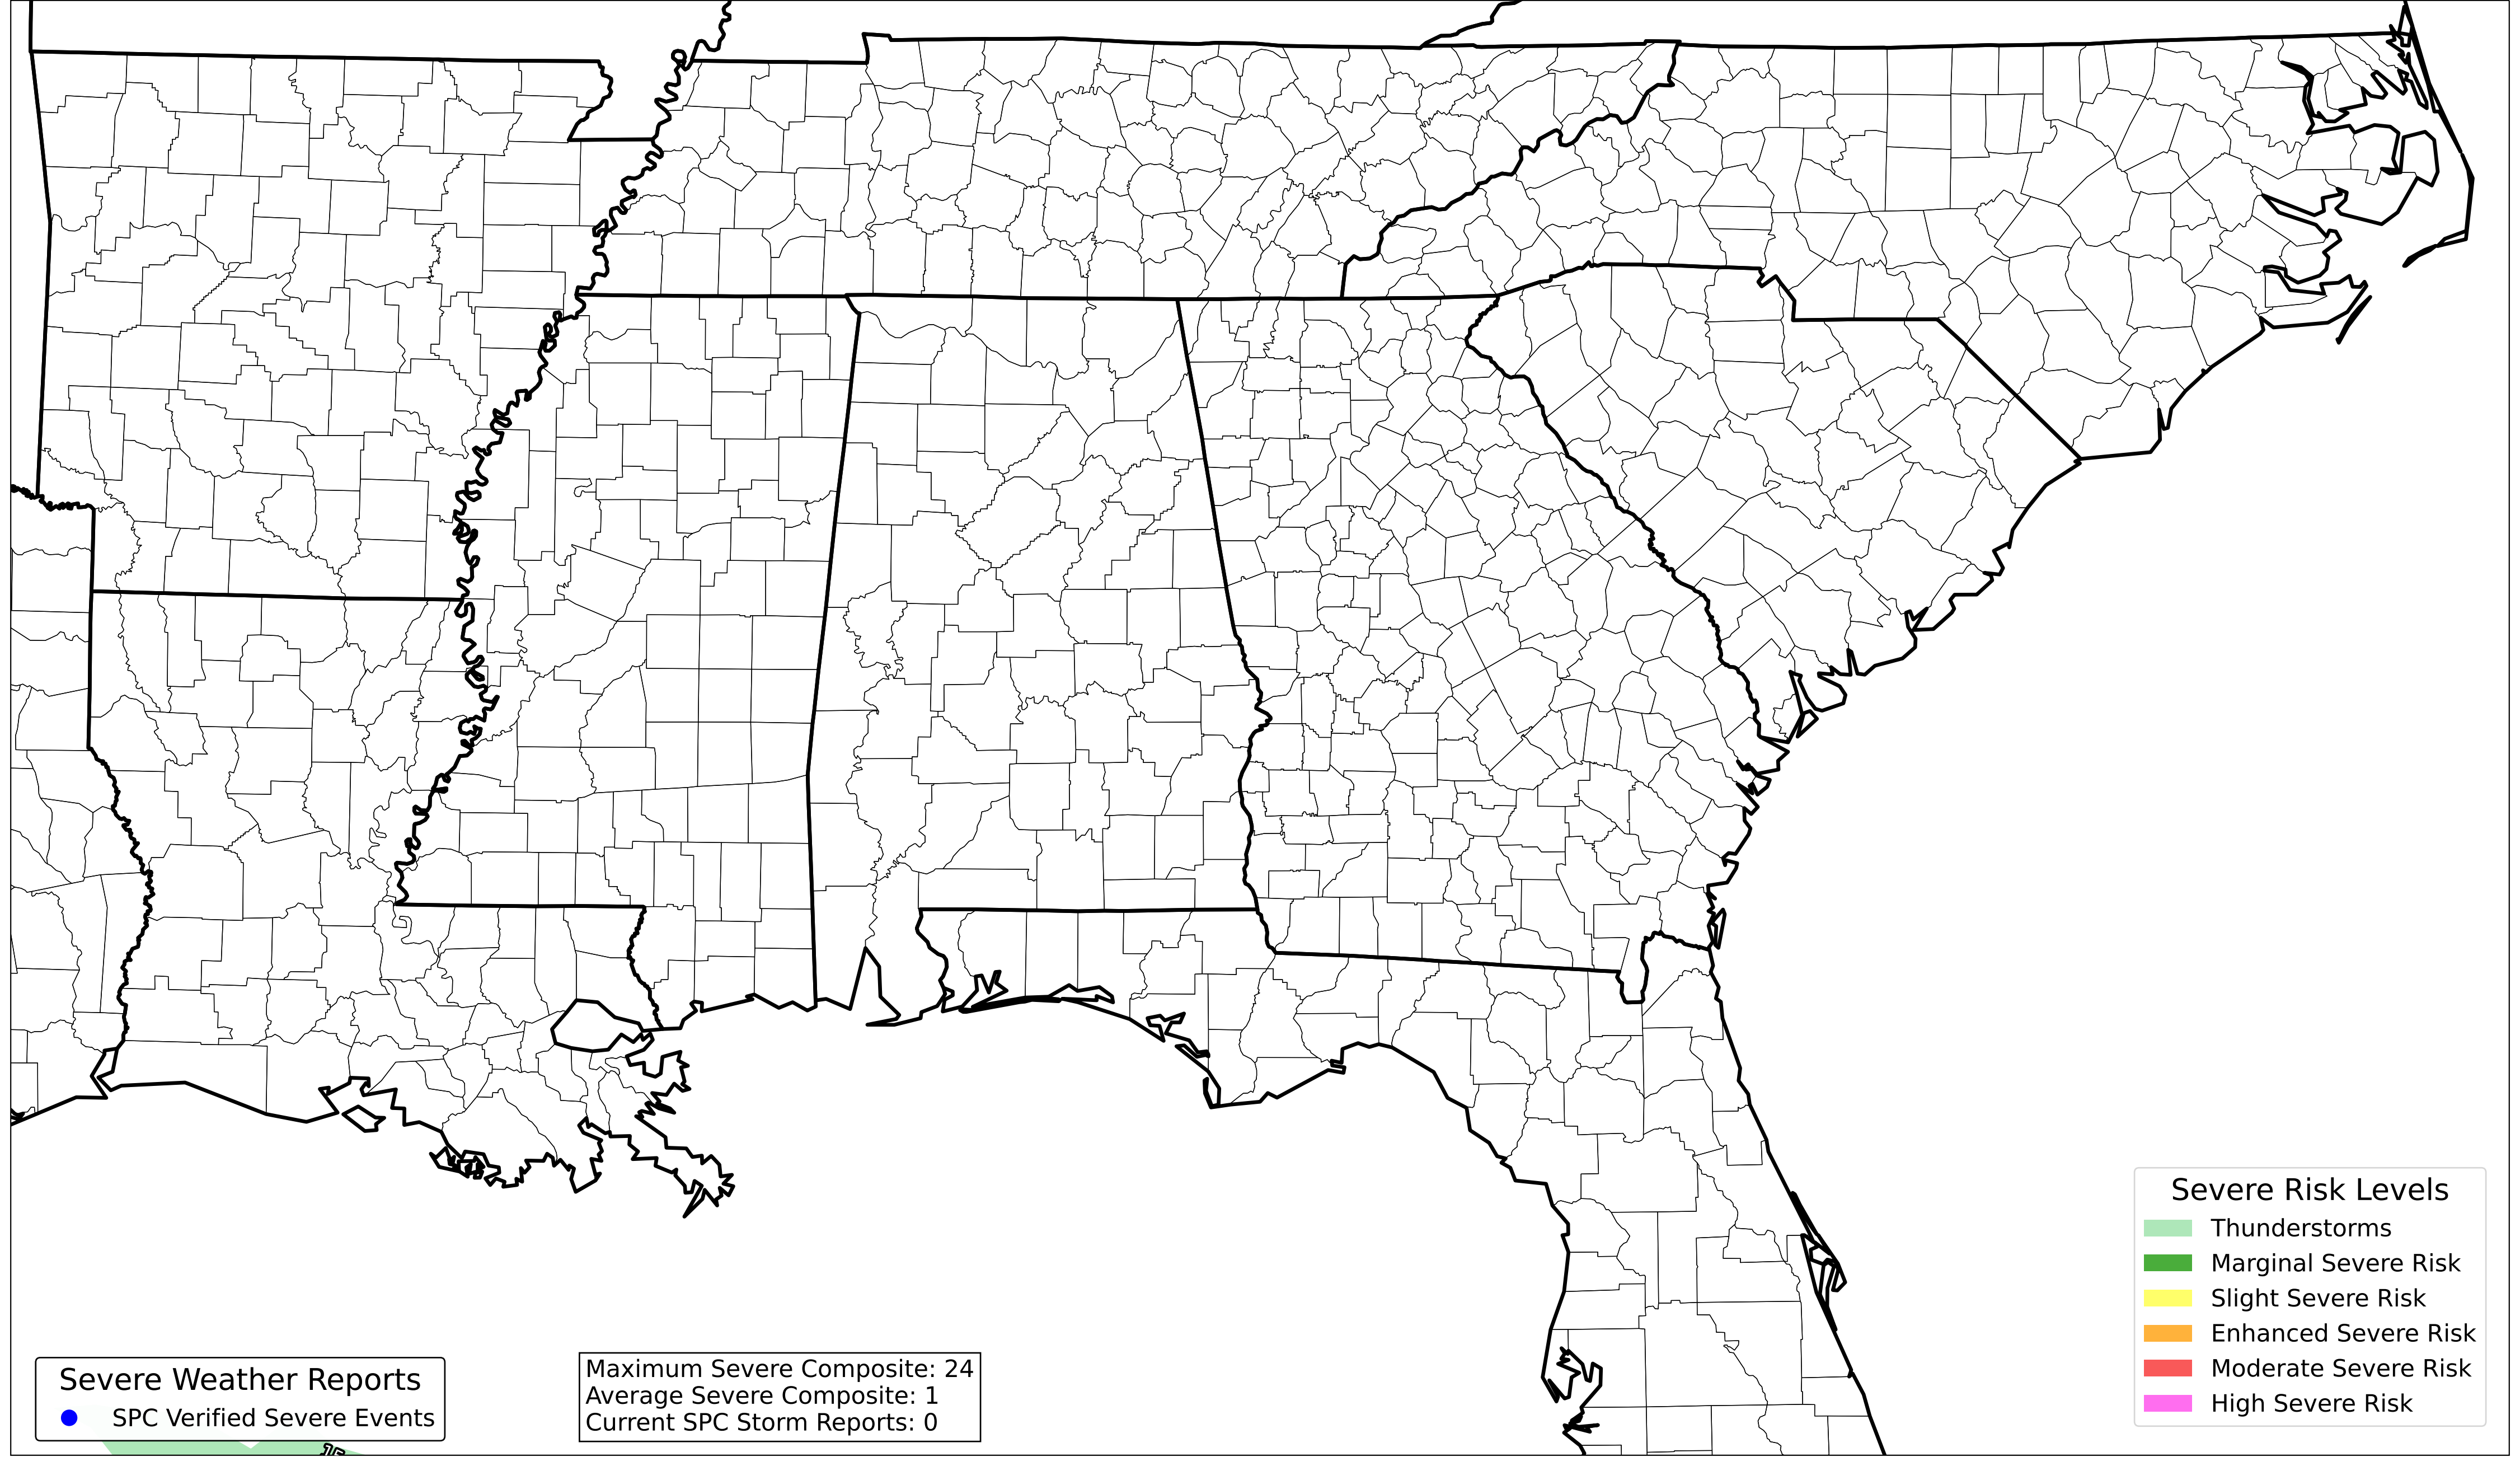 Severe Risk Levels
Thunderstorms
Marginal Severe Risk
Slight Severe Risk
Enhanced Severe Risk
Moderate Severe Risk
High Severe Risk
Severe Weather Reports
SPC Verified Severe Events
Maximum Severe Composite: 24
Average Severe Composite: 1
Current SPC Storm Reports: 0